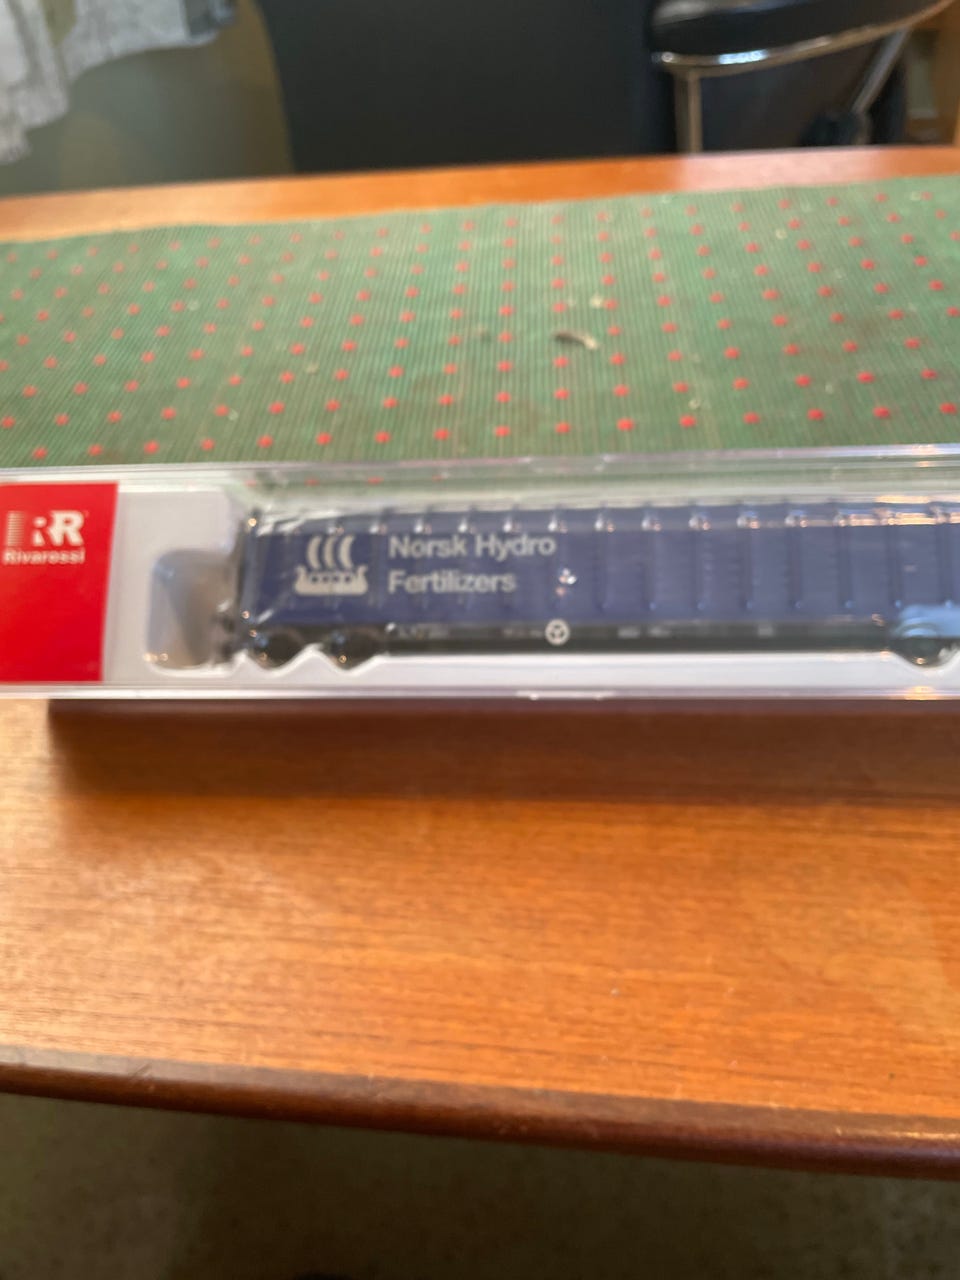 RR
Rivarossi
Norsk Hydro
Fertilizers